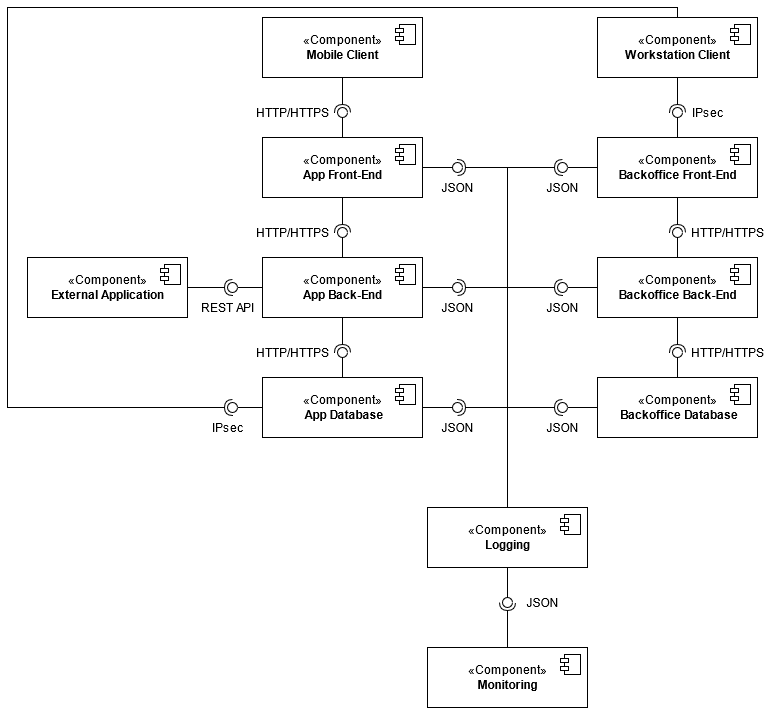 «Component»
Mobile Client
«Component»
Workstation Client
HTTP/HTTPS
IPsec
«Component»
App Front-End
JSON
JSON
«Component»
Backoffice Front-End
HTTP/HTTPS
HTTP/HTTPS
«Component»
External Application
REST API
«Component»
App Back-End
JSON
JSON
«Component»
Backoffice Back-End
HTTP/HTTPS
HTTP/HTTPS
IPsec
«Component»
App Database
JSON
JSON
«Component»
Backoffice Database
«Component»
Logging
JSON
«Component»
Monitoring